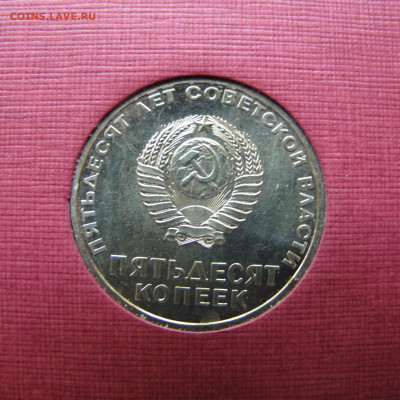 COINS.LAVE.RU
ПЯТЬДЕСЯТ ЛЕТ СОВЕТСКОЙ ВЛАСТИ
ПЯТЬДЕСЯТ
КОПЕЕК